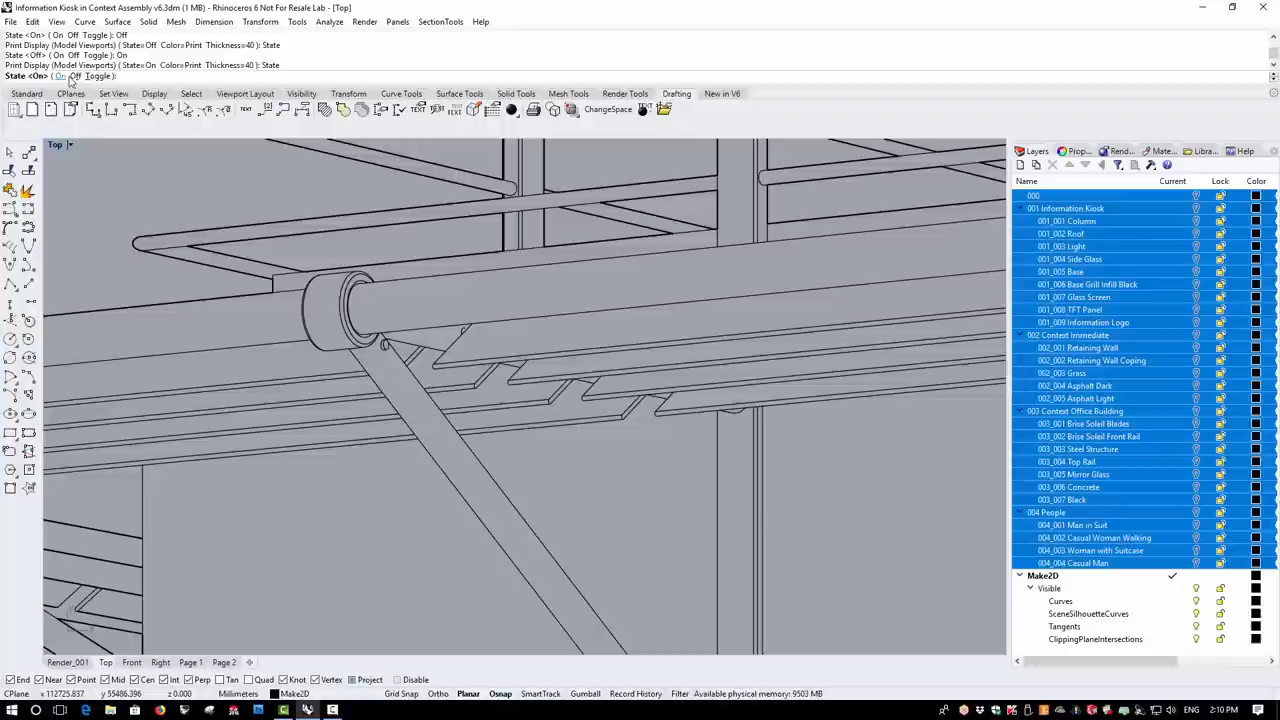 Information Kiosk in Context Assembly v6.3dm (1 MB) - Rhinoceros 6 Not For Resale Lab - [Top]
File Edit View Curve Surface Solid Mesh Dimension Transform Tools Analyze Render Panels SectionTools Help
State <On> ( On Off Toggle ): Off
Print Display (Model Viewports) ( State=Off Color=Print Thickness=40 ): State
State <Off> ( On Off Toggle ): On
Print Display (Model Viewports) ( State=On Color=Print Thickness=40 ): State
State <On> ( On Off Toggle ):
Standard CPlanes Set View Display Select Viewport Layout Visibility Transform Curve Tools Surface Tools Solid Tools Mesh Tools Render Tools Drafting New in V6
TEXT TEXT TEXT ChangeSpace TEXT
Top
Layers Prop... Rend... Mate... Libra... Help
Name Current Lock Color
000
001 Information Kiosk
001_001 Column
001_002 Roof
001_003 Light
001_004 Side Glass
001_005 Base
001_006 Base Grill Infill Black
001_007 Glass Screen
001_008 TFT Panel
001_009 Information Logo
002 Context Immediate
002_001 Retaining Wall
002_002 Retaining Wall Coping
002_003 Grass
002_004 Asphalt Dark
002_005 Asphalt Light
003 Context Office Building
003_001 Brise Soleil Blades
003_002 Brise Soleil Front Rail
003_003 Steel Structure
003_004 Top Rail
003_005 Mirror Glass
003_006 Concrete
003_007 Black
004 People
004_001 Man in Suit
004_002 Casual Woman Walking
004_003 Woman with Suitcase
004_004 Casual Man
Make2D
Visible
Curves
SceneSilhouetteCurves
Tangents
ClippingPlaneIntersections
Render_001 Top Front Right Page 1 Page 2
End Near Point Mid Cen Int Perp Tan Quad Knot Vertex Project Disable
CPlane x 112725.837 y 55486.396 z 0.000 Millimeters Make2D Grid Snap Ortho Planar Osnap SmartTrack Gumball Record History Filter Available physical memory: 9503 MB
2:10 PM